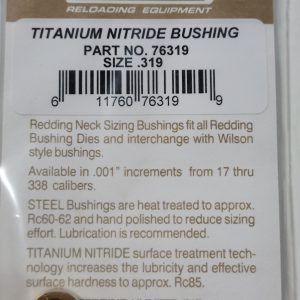 RELOADING EQUIPMENT
TITANIUM NITRIDE BUSHING
PART NO. 76319
SIZE .319
6 11760 76319 9
Redding Neck Sizing Bushings fit all Redding
Bushing Dies and interchange with Wilson
style bushings.
Available in .001" increments from 17 thru
338 calibers.
STEEL Bushings are heat treated to approx.
Rc60-62 and hand polished to reduce sizing
effort. Lubrication is recommended.
TITANIUM NITRIDE surface treatment tech-
nology increases the lubricity and effective
surface hardness to approx. Rc85.